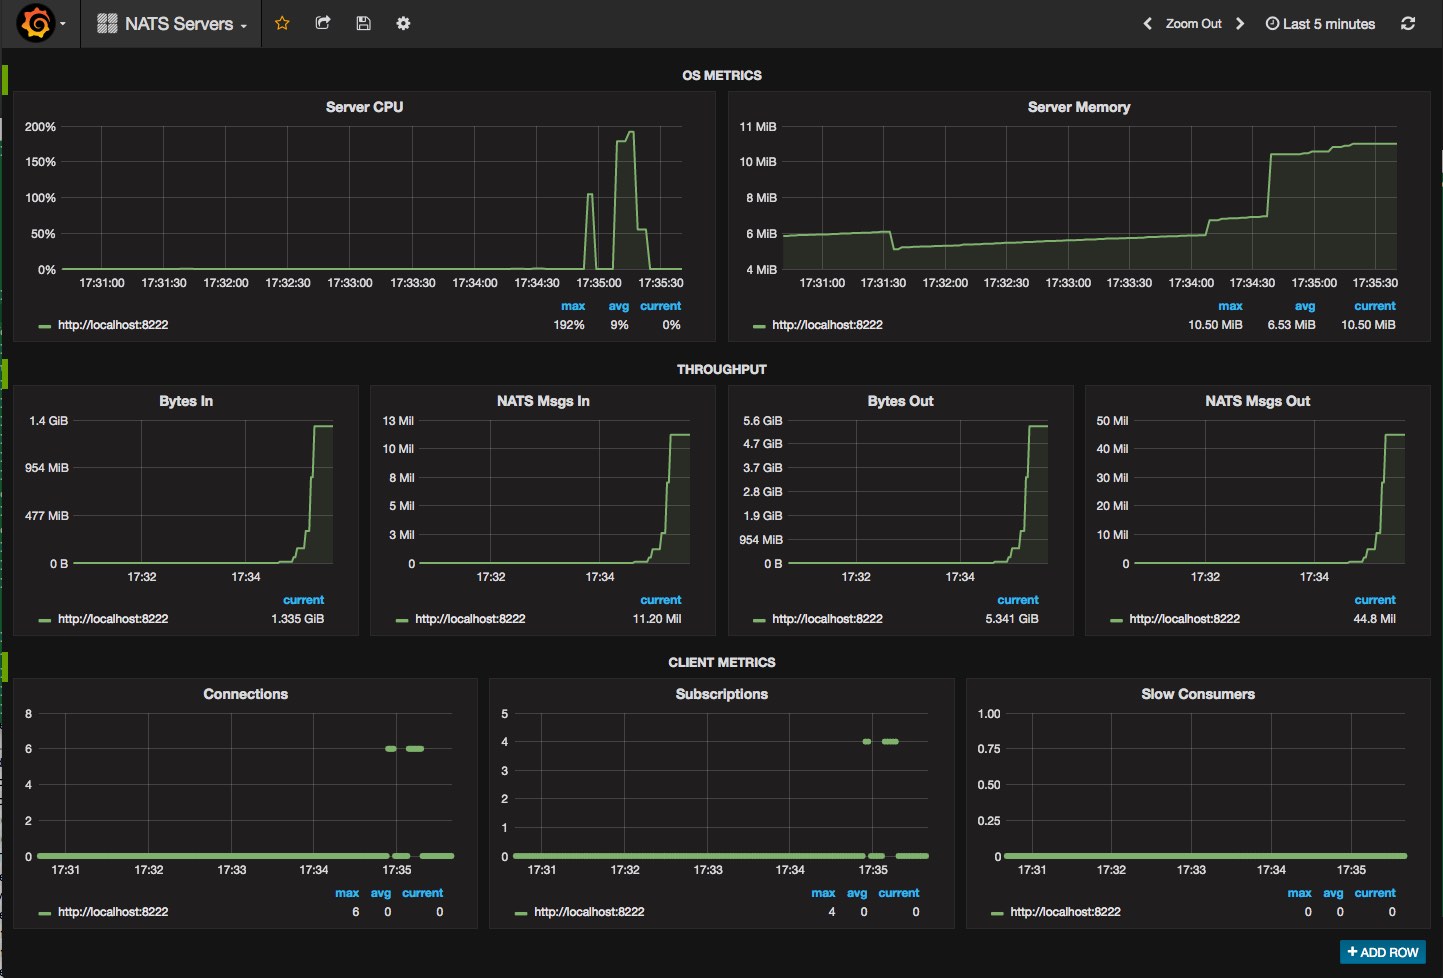 NATS Servers
Zoom Out
Last 5 minutes
OS METRICS
Server CPU
200%
150%
100%
50%
0%
17:31:00 17:31:30 17:32:00 17:32:30 17:33:00 17:33:30 17:34:00 17:34:30 17:35:00 17:35:30
max avg current
http://localhost:8222 192% 9% 0%
Server Memory
11 MiB
10 MiB
8 MiB
6 MiB
4 MiB
17:31:00 17:31:30 17:32:00 17:32:30 17:33:00 17:33:30 17:34:00 17:34:30 17:35:00 17:35:30
max avg current
http://localhost:8222 10.50 MiB 6.53 MiB 10.50 MiB
THROUGHPUT
Bytes In
1.4 GiB
954 MiB
477 MiB
0 B
17:32 17:34
current
http://localhost:8222 1.335 GiB
NATS Msgs In
13 Mil
10 Mil
8 Mil
5 Mil
3 Mil
0
17:32 17:34
current
http://localhost:8222 11.20 Mil
Bytes Out
5.6 GiB
4.7 GiB
3.7 GiB
2.8 GiB
1.9 GiB
954 MiB
0 B
17:32 17:34
current
http://localhost:8222 5.341 GiB
NATS Msgs Out
50 Mil
40 Mil
30 Mil
20 Mil
10 Mil
0
17:32 17:34
current
http://localhost:8222 44.8 Mil
CLIENT METRICS
Connections
8
6
4
2
0
17:31 17:32 17:33 17:34 17:35
max avg current
http://localhost:8222 6 0 0
Subscriptions
5
4
3
2
1
0
17:31 17:32 17:33 17:34 17:35
max avg current
http://localhost:8222 4 0 0
Slow Consumers
1.00
0.75
0.50
0.25
0
17:31 17:32 17:33 17:34 17:35
max avg current
http://localhost:8222 0 0 0
+ ADD ROW